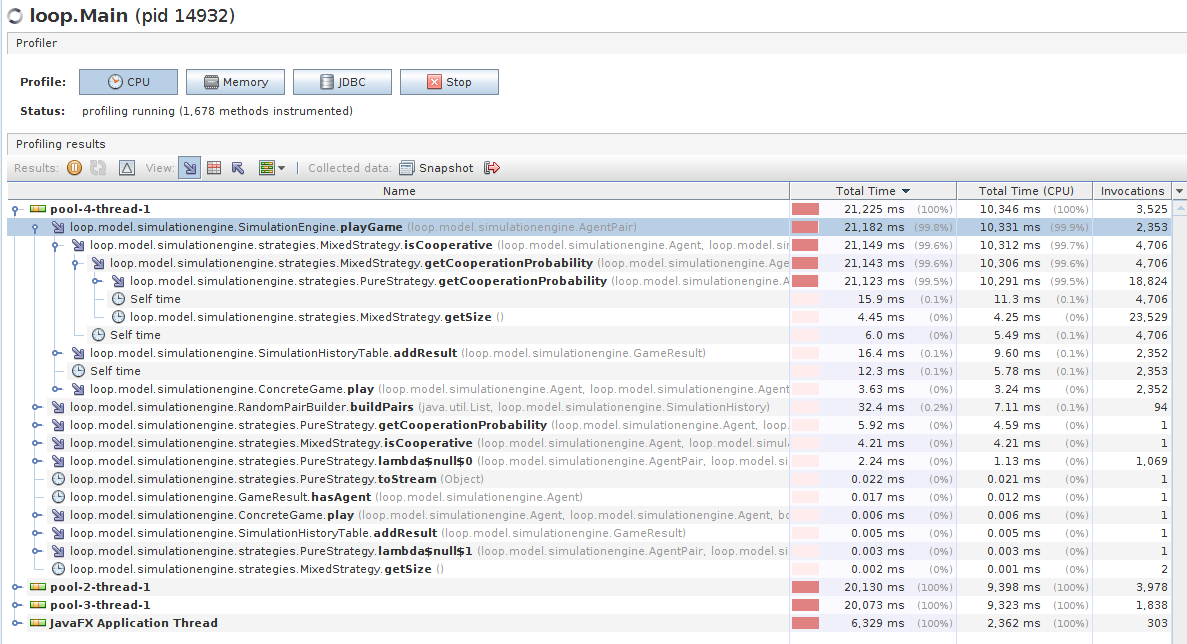 loop.Main (pid 14932)
Profiler
Profile: CPU Memory JDBC Stop
Status: profiling running (1,678 methods instrumented)
Profiling results
Results: View: Collected data: Snapshot
Name Total Time Total Time (CPU) Invocations
pool-4-thread-1 21,225 ms (100%) 10,346 ms (100%) 3,525
loop.model.simulationengine.SimulationEngine.playGame (loop.model.simulationengine.AgentPair) 21,182 ms (99.8%) 10,331 ms (99.9%) 2,353
loop.model.simulationengine.strategies.MixedStrategy.isCooperative (loop.model.simulationengine.Agent, loop.model.sir 21,149 ms (99.6%) 10,312 ms (99.7%) 4,706
loop.model.simulationengine.strategies.MixedStrategy.getCooperationProbability (loop.model.simulationengine.Age 21,143 ms (99.6%) 10,306 ms (99.6%) 4,706
loop.model.simulationengine.strategies.PureStrategy.getCooperationProbability (loop.model.simulationengine.A 21,123 ms (99.5%) 10,291 ms (99.5%) 18,824
Self time 15.9 ms (0.1%) 11.3 ms (0.1%) 4,706
loop.model.simulationengine.strategies.MixedStrategy.getSize () 4.45 ms (0%) 4.25 ms (0%) 23,529
Self time 6.0 ms (0.1%) 5.49 ms (0.1%) 4,706
loop.model.simulationengine.SimulationHistoryTable.addResult (loop.model.simulationengine.GameResult) 16.4 ms (0.1%) 9.60 ms (0.1%) 2,352
Self time 12.3 ms (0.1%) 5.78 ms (0.1%) 2,353
loop.model.simulationengine.ConcreteGame.play (loop.model.simulationengine.Agent, loop.model.simulationengine.Agent 3.63 ms (0%) 3.24 ms (0%) 2,352
loop.model.simulationengine.RandomPairBuilder.buildPairs (java.util.List, loop.model.simulationengine.SimulationHistory) 32.4 ms (0.2%) 7.11 ms (0.1%) 94
loop.model.simulationengine.strategies.PureStrategy.getCooperationProbability (loop.model.simulationengine.Agent, loop. 5.92 ms (0%) 4.59 ms (0%) 1
loop.model.simulationengine.strategies.MixedStrategy.isCooperative (loop.model.simulationengine.Agent, loop.model.simula 4.21 ms (0%) 4.21 ms (0%) 1
loop.model.simulationengine.strategies.PureStrategy.lambda$null$0 (loop.model.simulationengine.AgentPair, loop.model.si 2.24 ms (0%) 1.13 ms (0%) 1,069
loop.model.simulationengine.strategies.PureStrategy.toStream (Object) 0.022 ms (0%) 0.021 ms (0%) 1
loop.model.simulationengine.GameResult.hasAgent (loop.model.simulationengine.Agent) 0.017 ms (0%) 0.012 ms (0%) 1
loop.model.simulationengine.ConcreteGame.play (loop.model.simulationengine.Agent, loop.model.simulationengine.Agent, bo 0.006 ms (0%) 0.006 ms (0%) 1
loop.model.simulationengine.SimulationHistoryTable.addResult (loop.model.simulationengine.GameResult) 0.005 ms (0%) 0.005 ms (0%) 1
loop.model.simulationengine.strategies.PureStrategy.lambda$null$1 (loop.model.simulationengine.AgentPair, loop.model.si 0.003 ms (0%) 0.003 ms (0%) 1
loop.model.simulationengine.strategies.MixedStrategy.getSize () 0.002 ms (0%) 0.001 ms (0%) 2
pool-2-thread-1 20,130 ms (100%) 9,398 ms (100%) 3,978
pool-3-thread-1 20,073 ms (100%) 9,323 ms (100%) 1,838
JavaFX Application Thread 6,329 ms (100%) 2,362 ms (100%) 303